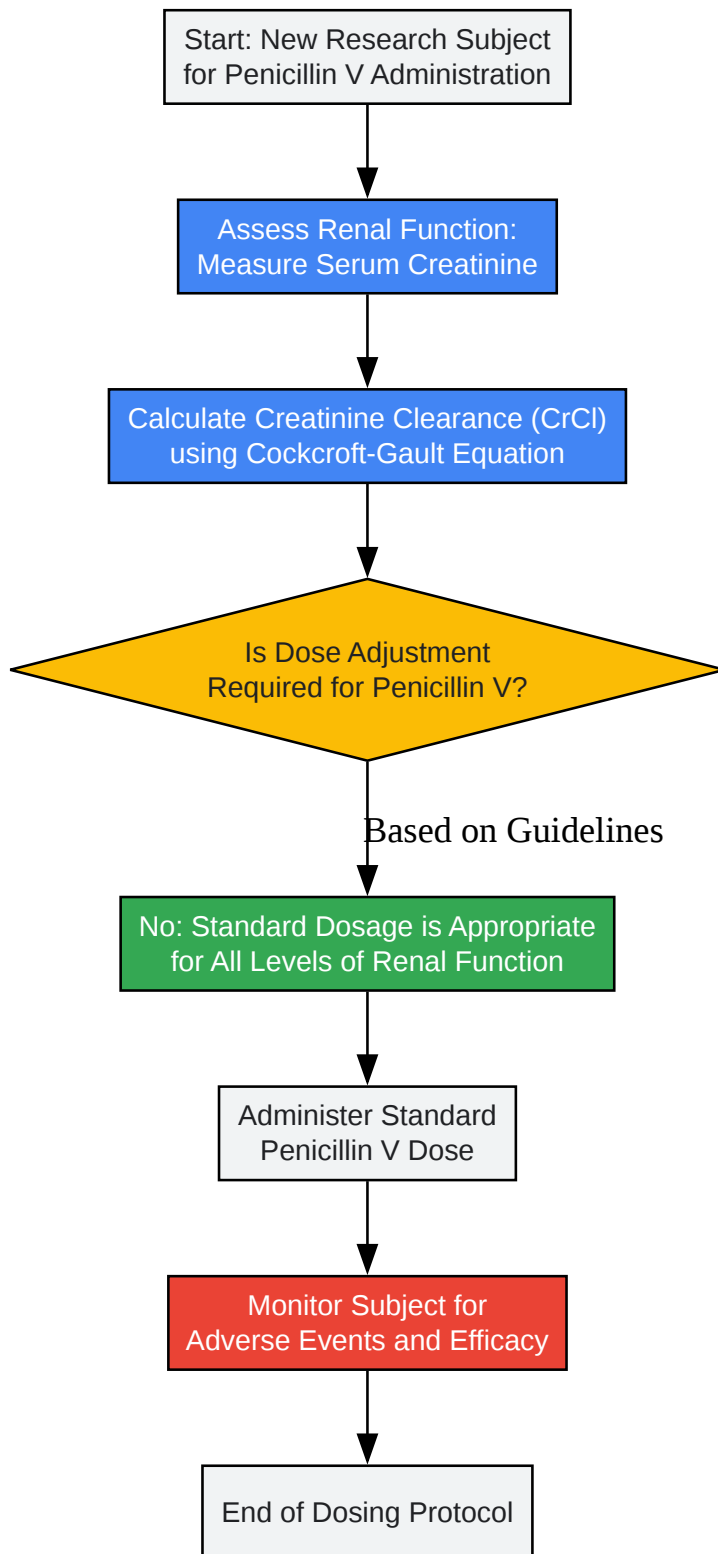 Start: New Research Subject
for Penicillin V Administration
Assess Renal Function:
Measure Serum Creatinine
Calculate Creatinine Clearance (CrCl)
using Cockcroft-Gault Equation
Is Dose Adjustment
Required for Penicillin V?
Based on Guidelines
No: Standard Dosage is Appropriate
for All Levels of Renal Function
Administer Standard
Penicillin V Dose
Monitor Subject for
Adverse Events and Efficacy
End of Dosing Protocol